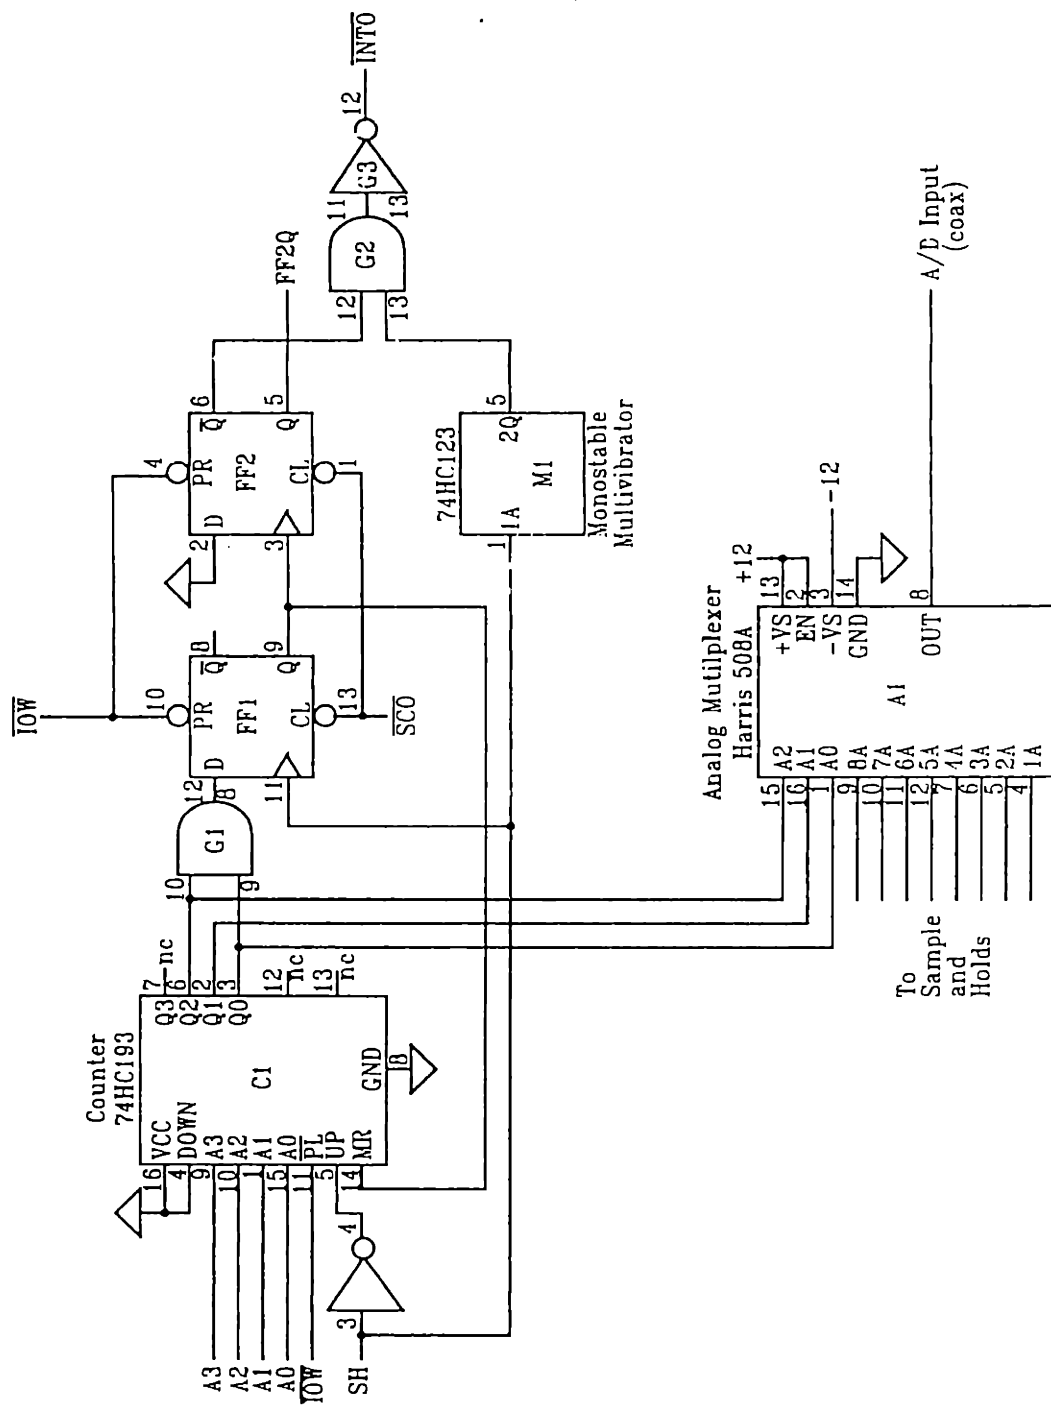 Counter
74HC193
16 VCC
4 DOWN
9 A3
10 A2
1 A1
15 A0
11 PL
5 UP
14 MR
C1
GND
8
Q3 7 nc
Q2 6
Q1 2
Q0 3
12 nc
13 nc
A3
A2
A1
A0
IOW
SH
3
4
10
9
G1
8
12
D
11
PR
10
FF1
CL
13
Q 8
Q 9
IOW
SCO
2 D
3
PR
4
FF2
CL
1
Q 6
Q 5
FF2Q
74HC123
1 1A
M1
2Q 5
Monostable
Multivibrator
12
13
G2
11
13
G3
12
INTO
Analog Mutilplexer
Harris 508A
15 A2
16 A1
1 A0
9 8A
10 7A
11 6A
12 5A
7 4A
6 3A
5 2A
4 1A
A1
+VS 13
EN 2
-VS 3
GND 14
OUT 8
+12
-12
A/D Input
(coax)
To
Sample
and
Holds